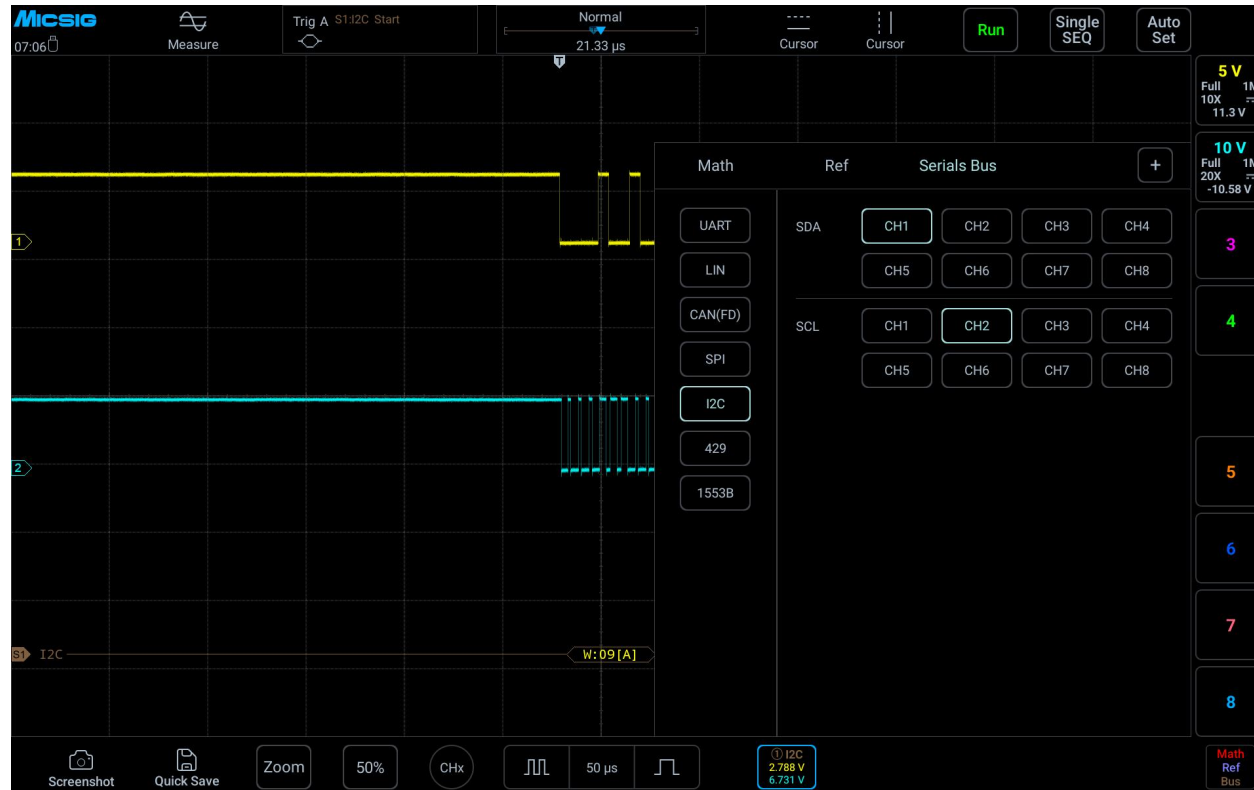 Micsig
07:06
Measure
Trig A S1:I2C Start
Normal
T
21.33 µs
Cursor
Cursor
Run
Single SEQ
Auto Set
T
5 V
Full 1M
10X
11.3 V
10 V
Full 1M
20X
-10.58 V
3
4
5
6
7
8
Math Ref Serials Bus +
UART
LIN
CAN(FD)
SPI
I2C
429
1553B
SDA CH1 CH2 CH3 CH4
CH5 CH6 CH7 CH8
SCL CH1 CH2 CH3 CH4
CH5 CH6 CH7 CH8
1
2
S1 I2C
W:09[A]
Screenshot
Quick Save
Zoom
50%
CHx
50 µs
1 I2C
2.788 V
6.731 V
Math
Ref
Bus